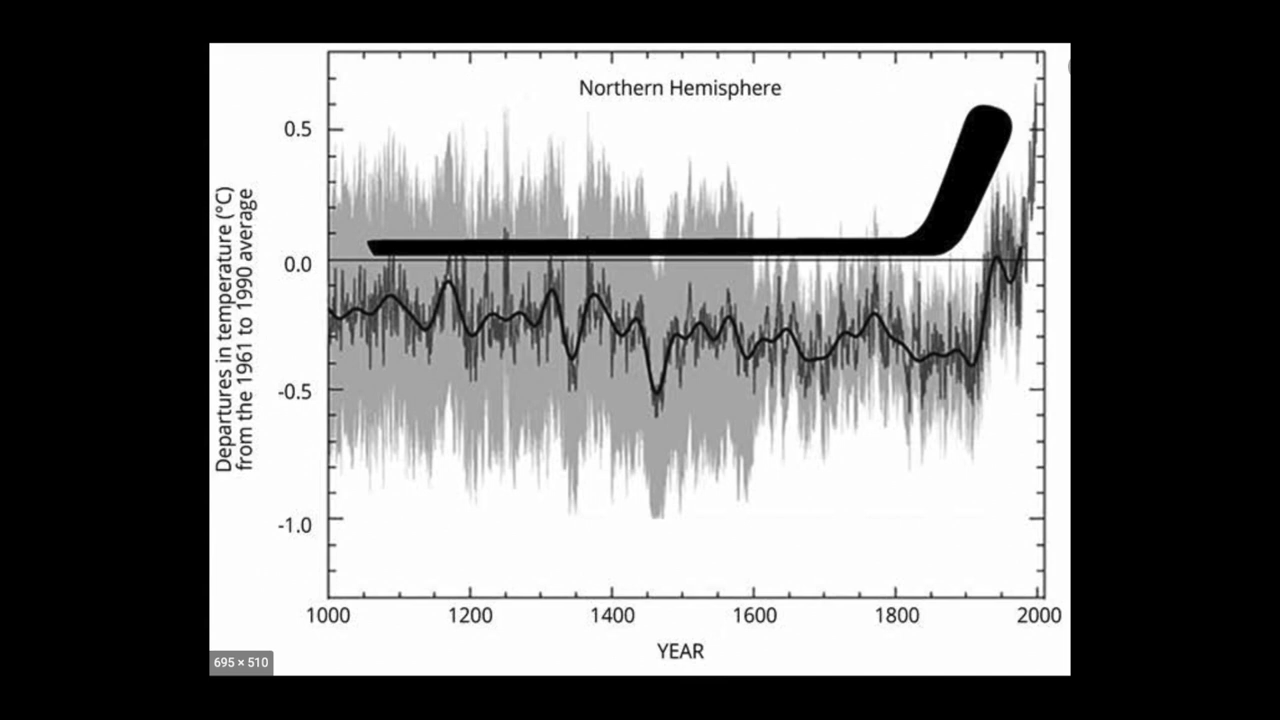 Northern Hemisphere
0.5
0.0
-0.5
-1.0
Departures in temperature (°C)
from the 1961 to 1990 average
1000 1200 1400 1600 1800 2000
YEAR
695 × 510